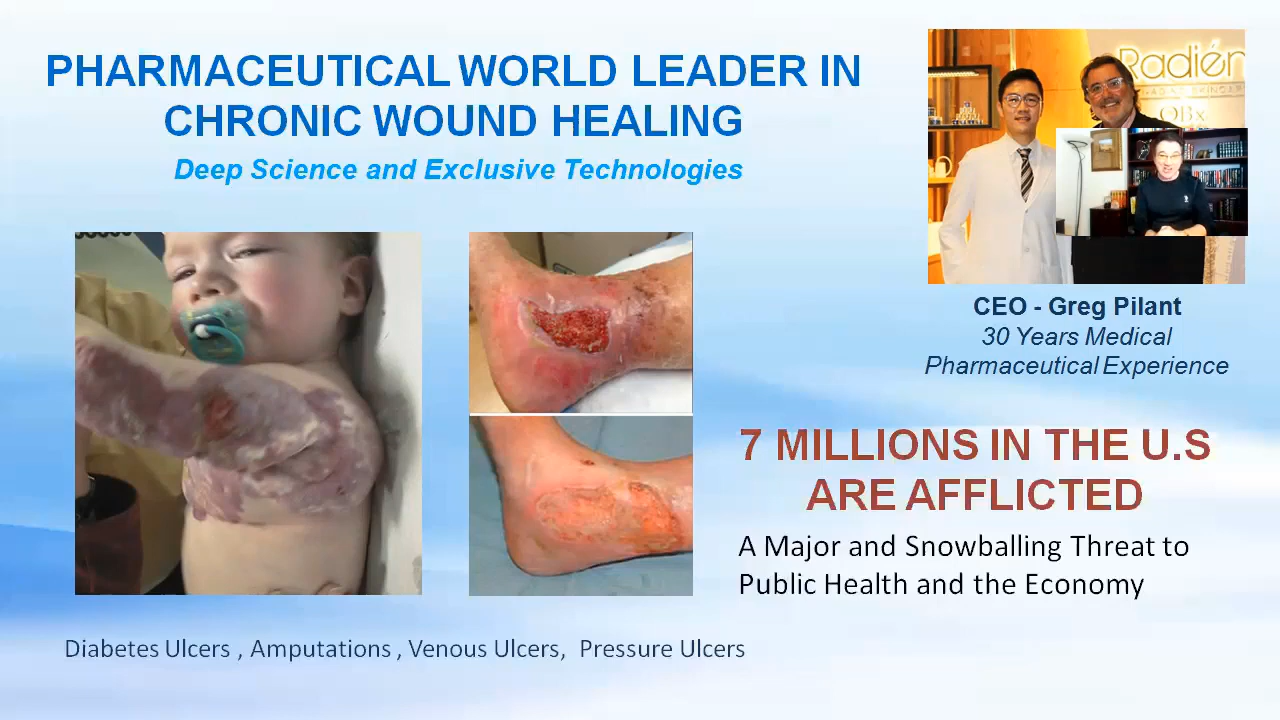 PHARMACEUTICAL WORLD LEADER IN
CHRONIC WOUND HEALING
Deep Science and Exclusive Technologies
Radién
OBx
CEO - Greg Pilant
30 Years Medical
Pharmaceutical Experience
7 MILLIONS IN THE U.S
ARE AFFLICTED
A Major and Snowballing Threat to
Public Health and the Economy
Diabetes Ulcers , Amputations , Venous Ulcers, Pressure Ulcers